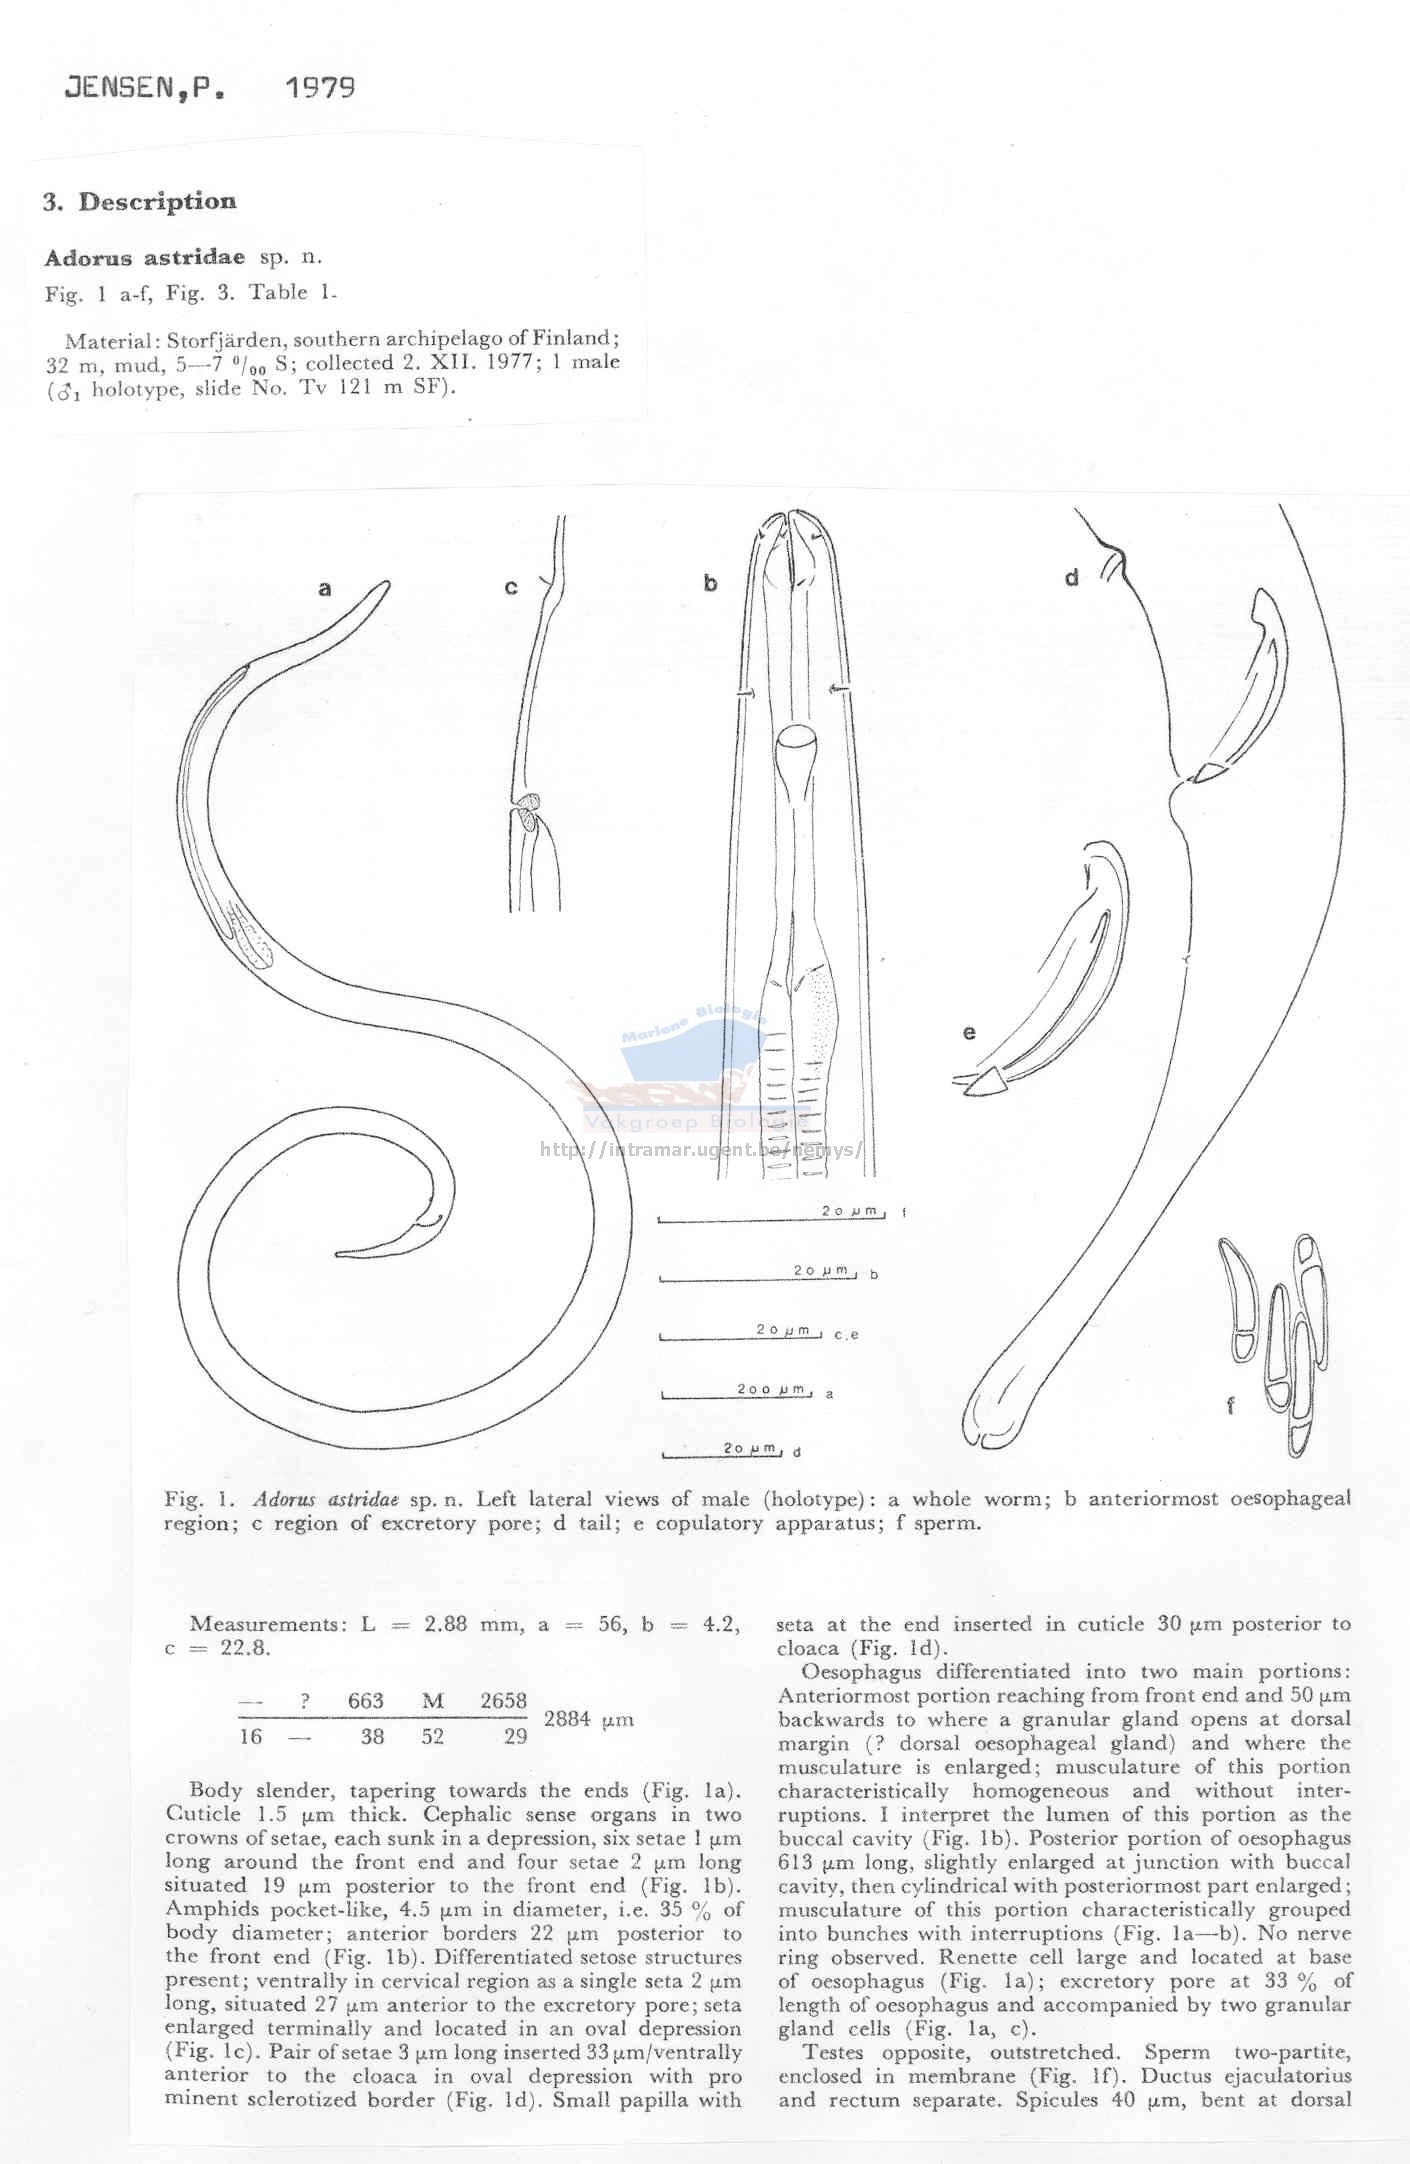 JENSEN,P. 1979
3. Description
Adorus astridae sp. n.
Fig. 1 a-f, Fig. 3. Table 1.
Material: Storfjärden, southern archipelago of Finland;
32 m, mud, 5—7 ⁰/₀₀ S; collected 2. XII. 1977; 1 male
(♂₁ holotype, slide No. Tv 121 m SF).
a
c
b
d
e
Mariene Biologie
Vakgroep Biologie
http://intramar.ugent.be/nemys/
20 μm f
20 μm b
20 μm c,e
200 μm a
20 μm d
f
Fig. 1. Adorus astridae sp. n. Left lateral views of male (holotype): a whole worm; b anteriormost oesophageal
region; c region of excretory pore; d tail; e copulatory apparatus; f sperm.
Measurements: L = 2.88 mm, a = 56, b = 4.2,
c = 22.8.
— ? 663 M 2658
2884 μm
16 — 38 52 29
Body slender, tapering towards the ends (Fig. 1a).
Cuticle 1.5 μm thick. Cephalic sense organs in two
crowns of setae, each sunk in a depression, six setae 1 μm
long around the front end and four setae 2 μm long
situated 19 μm posterior to the front end (Fig. 1b).
Amphids pocket-like, 4.5 μm in diameter, i.e. 35 % of
body diameter; anterior borders 22 μm posterior to
the front end (Fig. 1b). Differentiated setose structures
present; ventrally in cervical region as a single seta 2 μm
long, situated 27 μm anterior to the excretory pore; seta
enlarged terminally and located in an oval depression
(Fig. 1c). Pair of setae 3 μm long inserted 33 μm/ventrally
anterior to the cloaca in oval depression with pro
minent sclerotized border (Fig. 1d). Small papilla with
seta at the end inserted in cuticle 30 μm posterior to
cloaca (Fig. 1d).
Oesophagus differentiated into two main portions:
Anteriormost portion reaching from front end and 50 μm
backwards to where a granular gland opens at dorsal
margin (? dorsal oesophageal gland) and where the
musculature is enlarged; musculature of this portion
characteristically homogeneous and without inter-
ruptions. I interpret the lumen of this portion as the
buccal cavity (Fig. 1b). Posterior portion of oesophagus
613 μm long, slightly enlarged at junction with buccal
cavity, then cylindrical with posteriormost part enlarged;
musculature of this portion characteristically grouped
into bunches with interruptions (Fig. 1a—b). No nerve
ring observed. Renette cell large and located at base
of oesophagus (Fig. 1a); excretory pore at 33 % of
length of oesophagus and accompanied by two granular
gland cells (Fig. 1a, c).
Testes opposite, outstretched. Sperm two-partite,
enclosed in membrane (Fig. 1f). Ductus ejaculatorius
and rectum separate. Spicules 40 μm, bent at dorsal